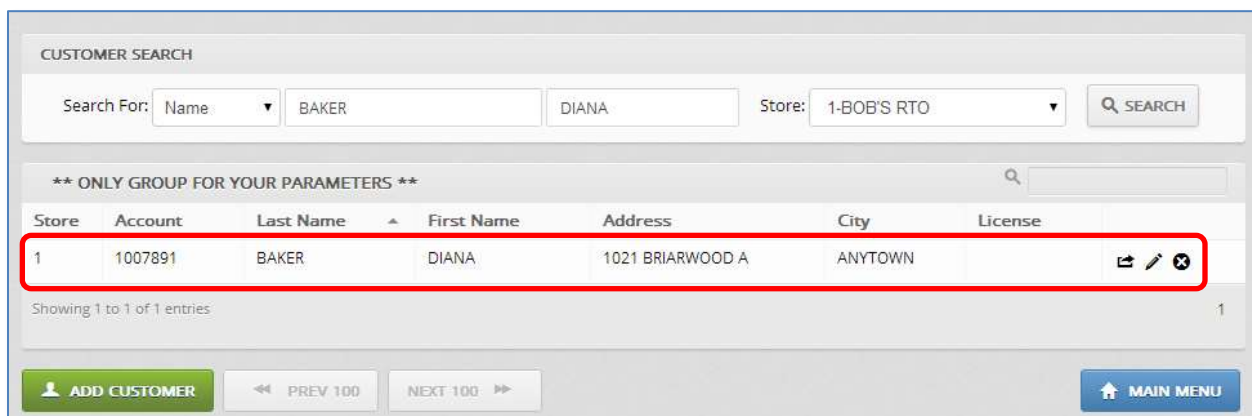 CUSTOMER SEARCH
Search For: Name BAKER DIANA Store: 1-BOB'S RTO SEARCH
** ONLY GROUP FOR YOUR PARAMETERS **
Store Account Last Name First Name Address City License
1 1007891 BAKER DIANA 1021 BRIARWOOD A ANYTOWN
Showing 1 to 1 of 1 entries 1
ADD CUSTOMER PREV 100 NEXT 100 MAIN MENU